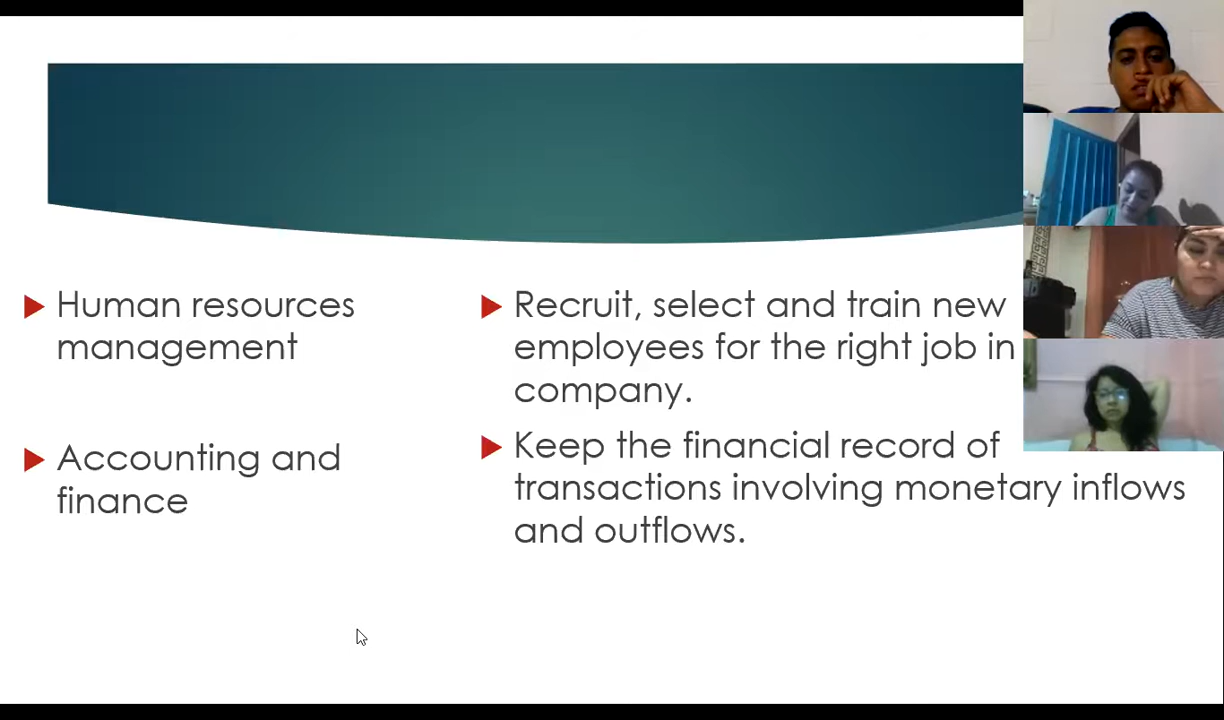 Human resources
management
Recruit, select and train new
employees for the right job in
company.
Accounting and
finance
Keep the financial record of
transactions involving monetary inflows
and outflows.